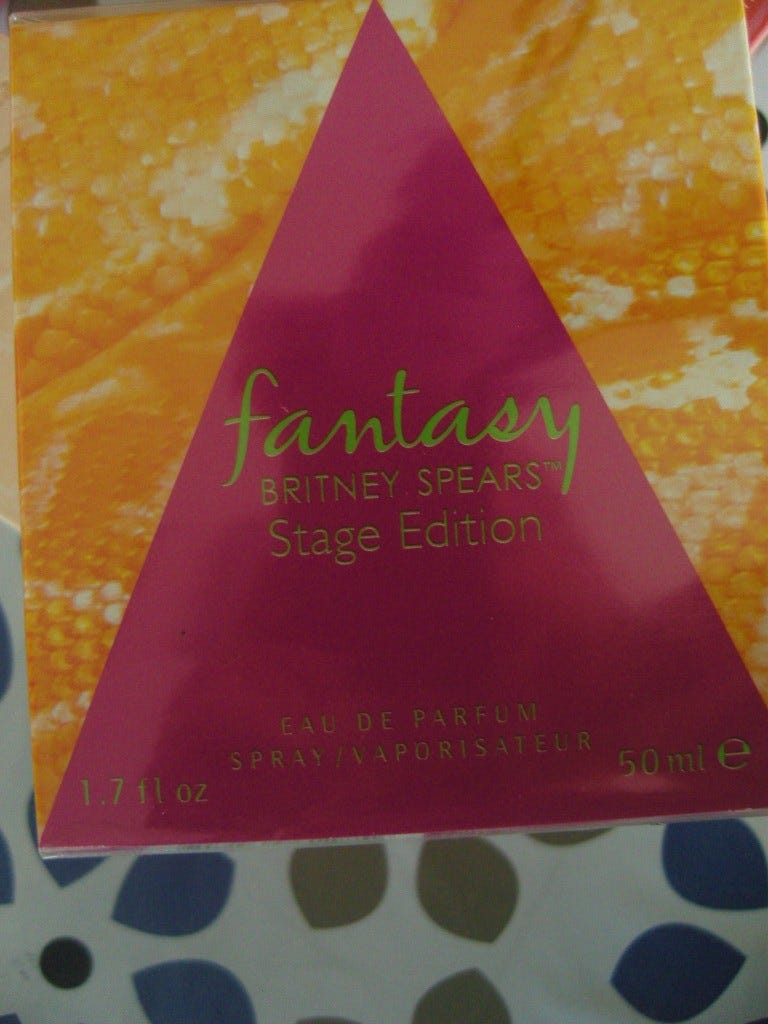 fantasy
BRITNEY SPEARS™
Stage Edition
EAU DE PARFUM
SPRAY/VAPORISATEUR
1.7 fl oz
50 ml ℮